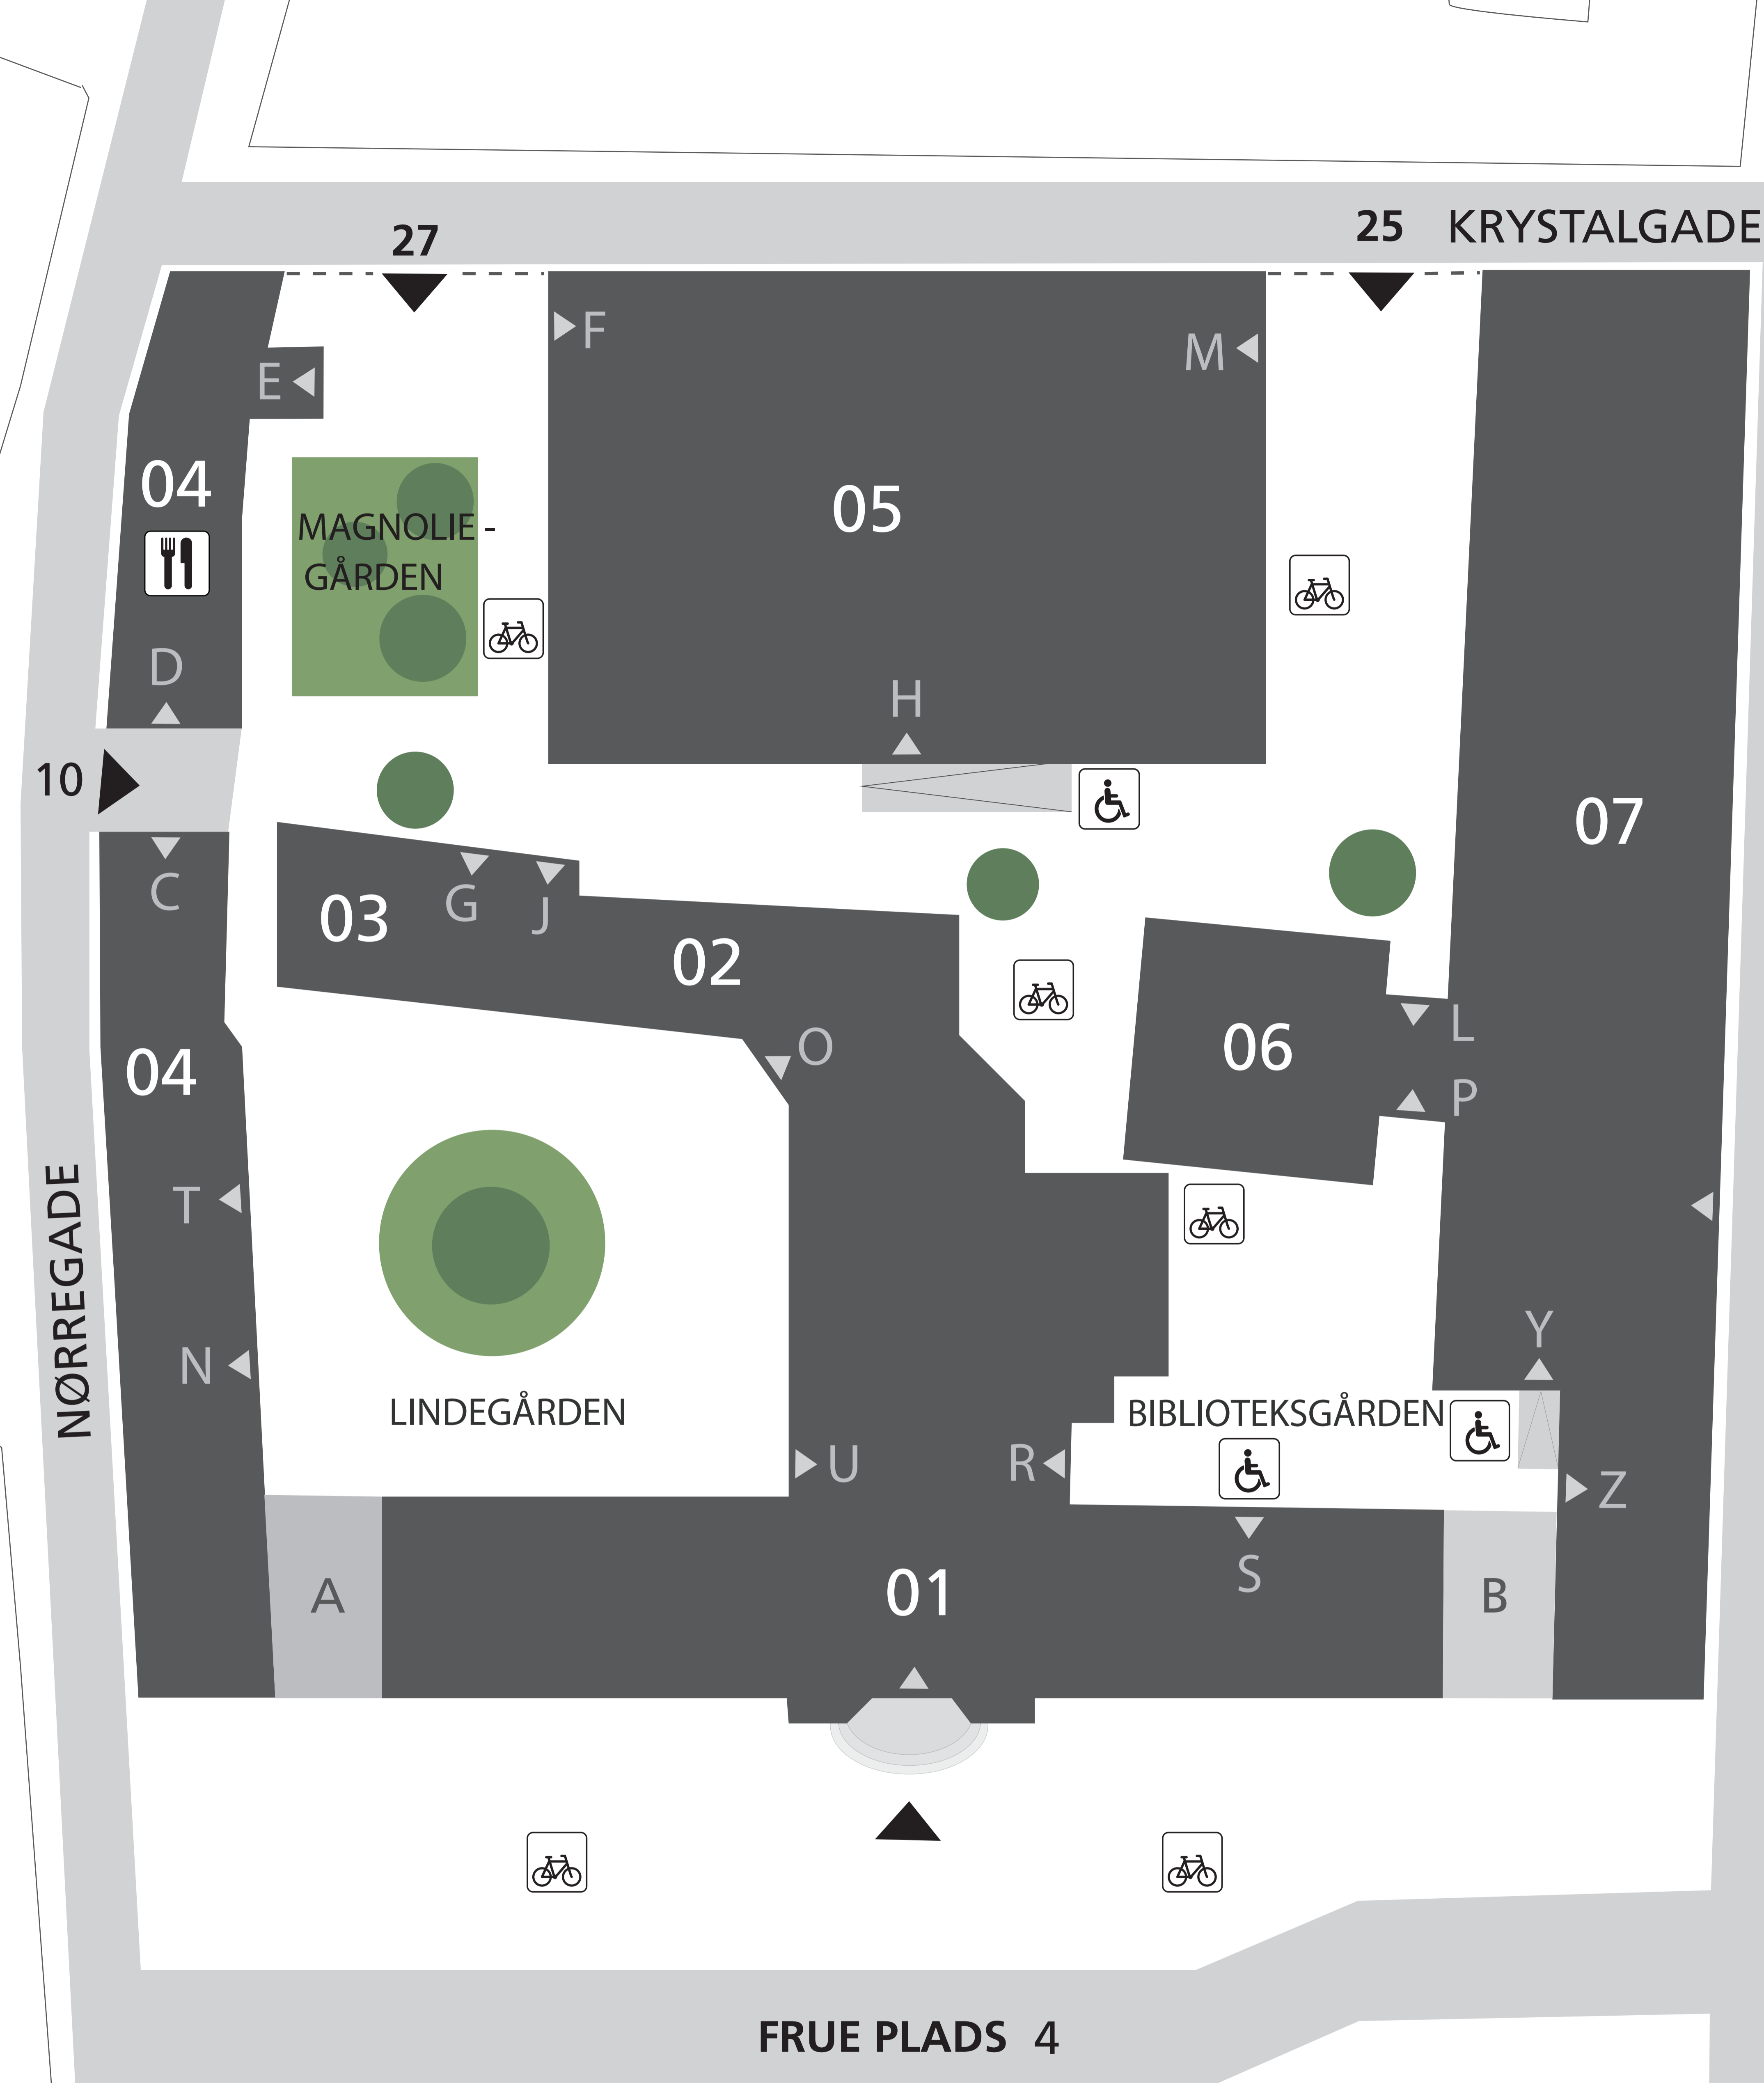 27
25 KRYSTALGADE
F
M
E
04
05
MAGNOLIE-
GÅRDEN
D
H
10
07
C
03
G
J
02
O
06
L
P
04
T
NØRREGADE
N
Y
LINDEGÅRDEN
BIBLIOTEKSGÅRDEN
U
R
Z
S
A
01
B
FRUE PLADS 4